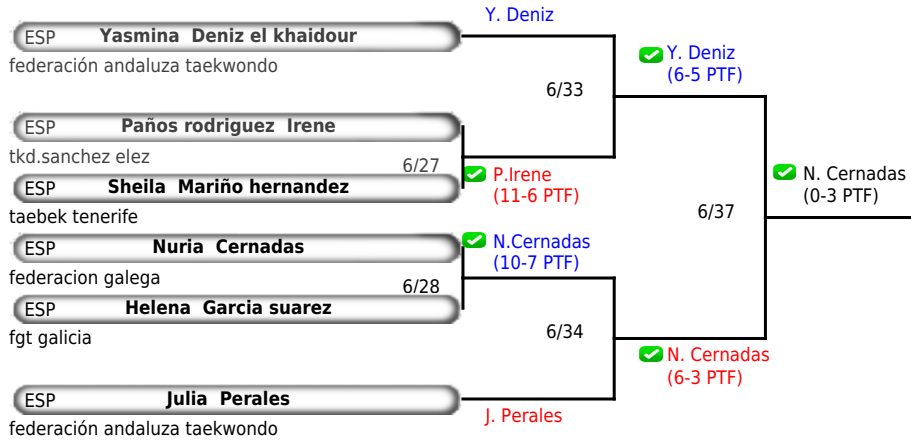 Y. Deniz
ESP Yasmina Deniz el khaidour
federación andaluza taekwondo
Y. Deniz
(6-5 PTF)
6/33
ESP Paños rodriguez Irene
tkd.sanchez elez
6/27
P.Irene
(11-6 PTF)
ESP Sheila Mariño hernandez
taebek tenerife
N. Cernadas
(0-3 PTF)
6/37
ESP Nuria Cernadas
federacion galega
N.Cernadas
(10-7 PTF)
6/28
ESP Helena Garcia suarez
fgt galicia
6/34
N. Cernadas
(6-3 PTF)
ESP Julia Perales
federación andaluza taekwondo
J. Perales